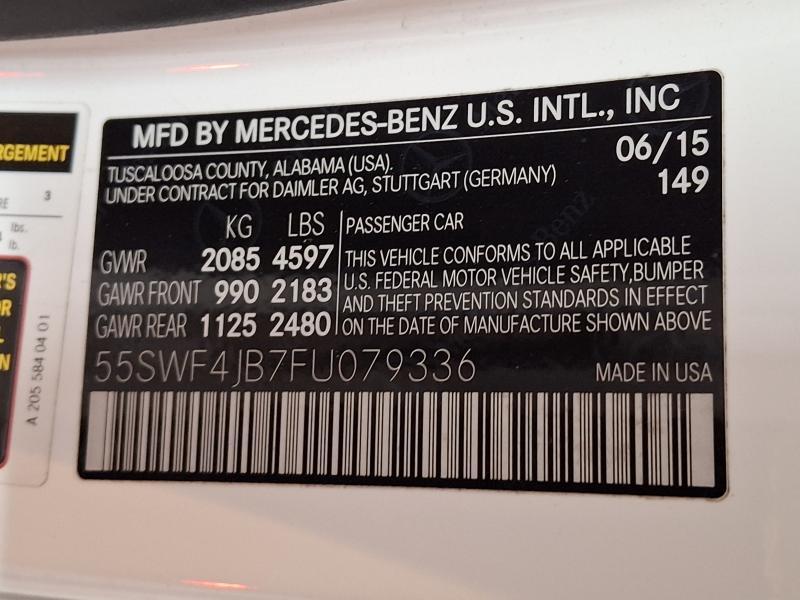 MFD BY MERCEDES-BENZ U.S. INTL., INC
TUSCALOOSA COUNTY, ALABAMA (USA).
UNDER CONTRACT FOR DAIMLER AG, STUTTGART (GERMANY)
06/15
149
KG LBS
GVWR 2085 4597
GAWR FRONT 990 2183
GAWR REAR 1125 2480
PASSENGER CAR
THIS VEHICLE CONFORMS TO ALL APPLICABLE
U.S. FEDERAL MOTOR VEHICLE SAFETY,BUMPER
AND THEFT PREVENTION STANDARDS IN EFFECT
ON THE DATE OF MANUFACTURE SHOWN ABOVE
55SWF4JB7FU079336
MADE IN USA
3
lbs.
lb.
A 205 584 04 01